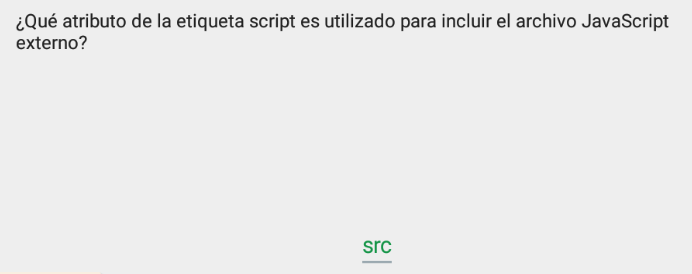 ¿Qué atributo de la etiqueta script es utilizado para incluir el archivo JavaScript
externo?
src